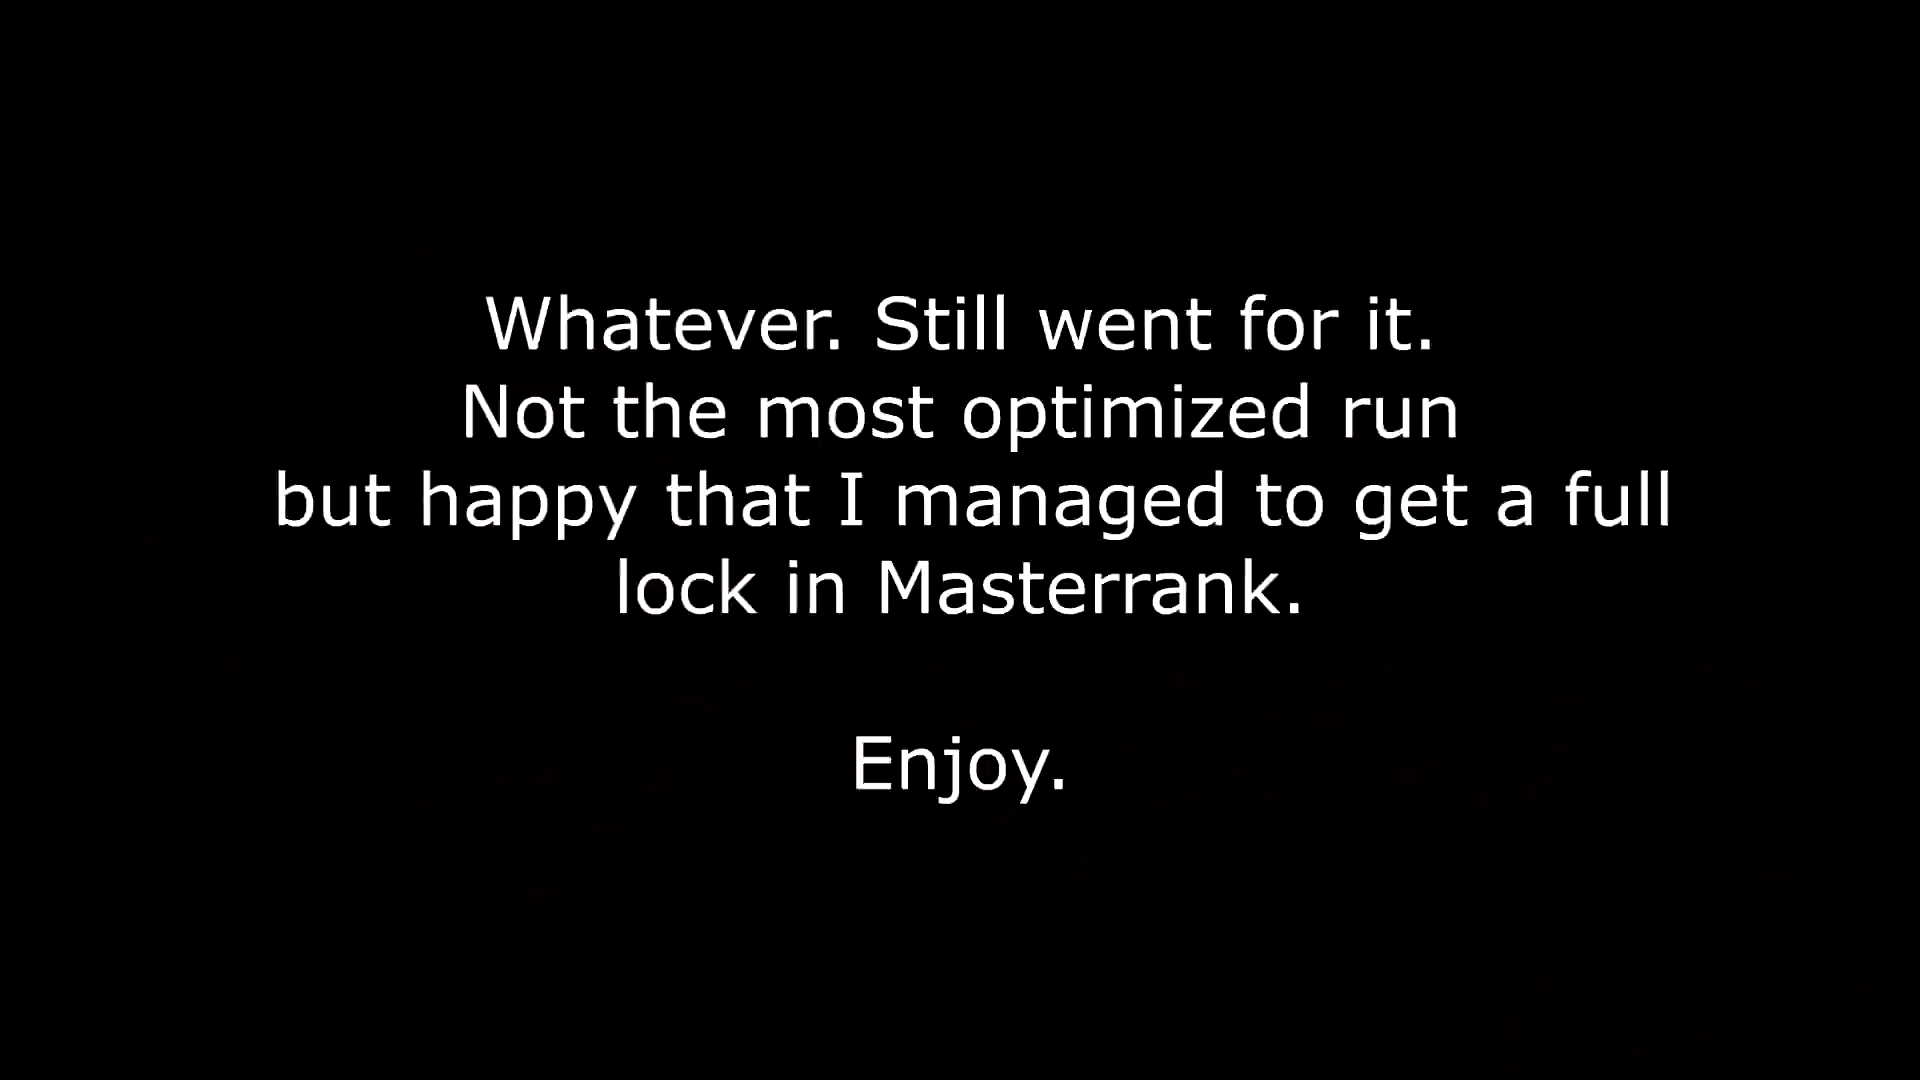 Whatever. Still went for it.
Not the most optimized run
but happy that I managed to get a full
lock in Masterrank.
Enjoy.